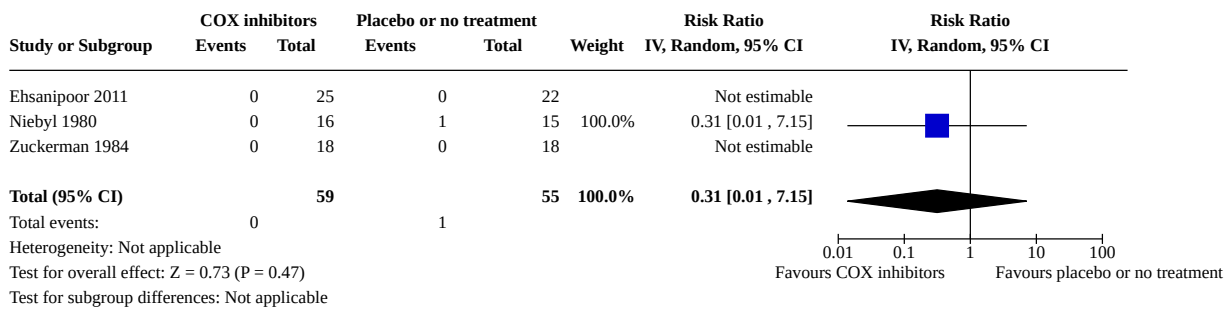 COX inhibitors Placebo or no treatment Risk Ratio Risk Ratio
Study or Subgroup Events Total Events Total Weight IV, Random, 95% CI IV, Random, 95% CI
Ehsanipoor 2011 0 25 0 22 Not estimable
Niebyl 1980 0 16 1 15 100.0% 0.31 [0.01 , 7.15]
Zuckerman 1984 0 18 0 18 Not estimable
Total (95% CI) 59 55 100.0% 0.31 [0.01 , 7.15]
Total events: 0 1
Heterogeneity: Not applicable
0.01 0.1 1 10 100
Test for overall effect: Z = 0.73 (P = 0.47)
Favours COX inhibitors Favours placebo or no treatment
Test for subgroup differences: Not applicable